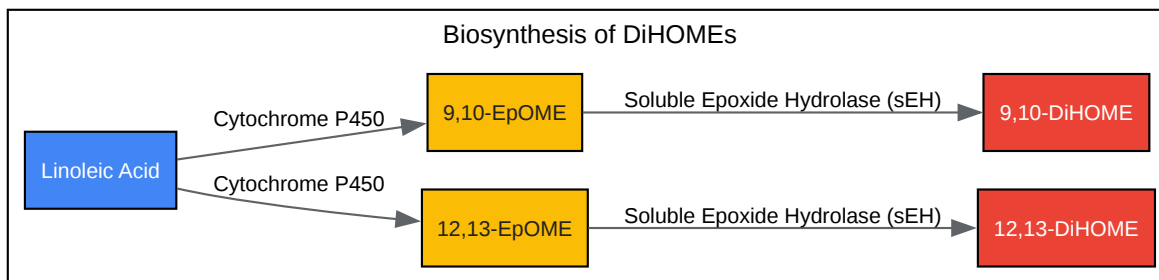 Biosynthesis of DiHOMEs
Linoleic Acid
Cytochrome P450
9,10-EpOME
Soluble Epoxide Hydrolase (sEH)
9,10-DiHOME
Cytochrome P450
12,13-EpOME
Soluble Epoxide Hydrolase (sEH)
12,13-DiHOME